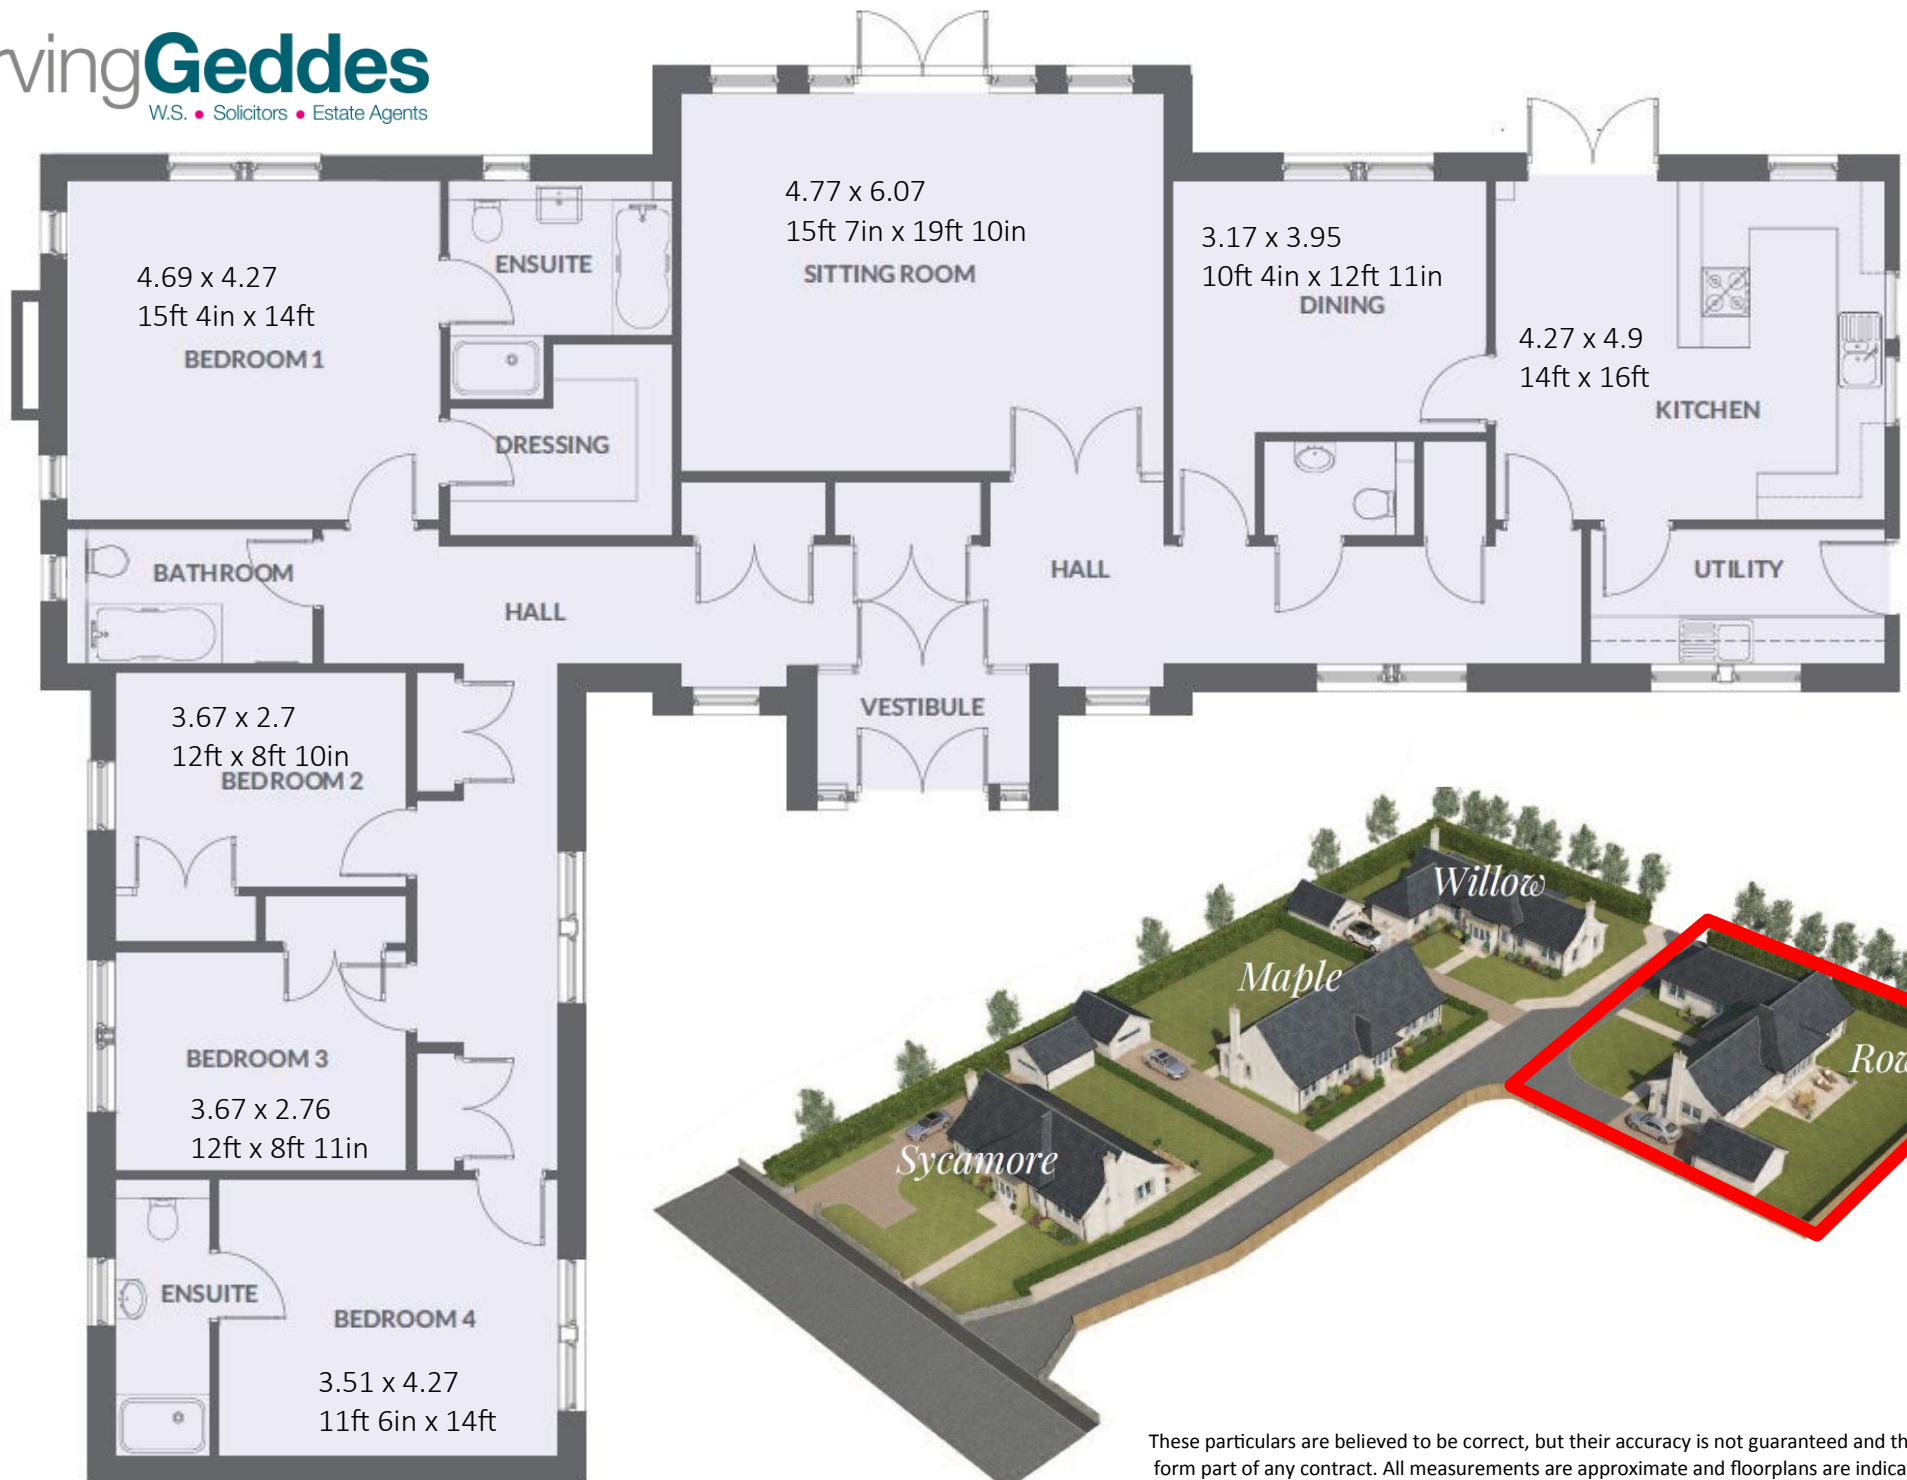 Geddes
W.S. • Solicitors • Estate Agents
4.77 x 6.07
15ft 7in x 19ft 10in
SITTING ROOM
3.17 x 3.95
10ft 4in x 12ft 11in
DINING
4.69 x 4.27
15ft 4in x 14ft
BEDROOM 1
ENSUITE
4.27 x 4.9
14ft x 16ft
KITCHEN
DRESSING
BATHROOM
HALL
HALL
UTILITY
VESTIBULE
3.67 x 2.7
12ft x 8ft 10in
BEDROOM 2
BEDROOM 3
3.67 x 2.76
12ft x 8ft 11in
ENSUITE
BEDROOM 4
3.51 x 4.27
11ft 6in x 14ft
Willow
Maple
Sycamore
These particulars are believed to be correct, but their accuracy is not guaranteed and
form part of any contract. All measurements are approximate and floorplans are